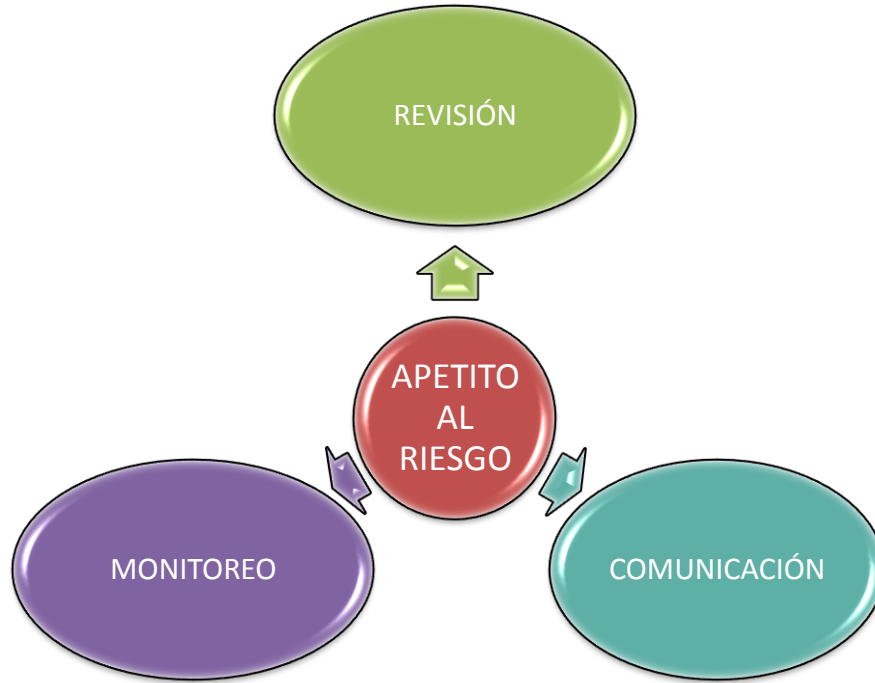 REVISIÓN
APETITO
AL
RIESGO
MONITOREO
COMUNICACIÓN